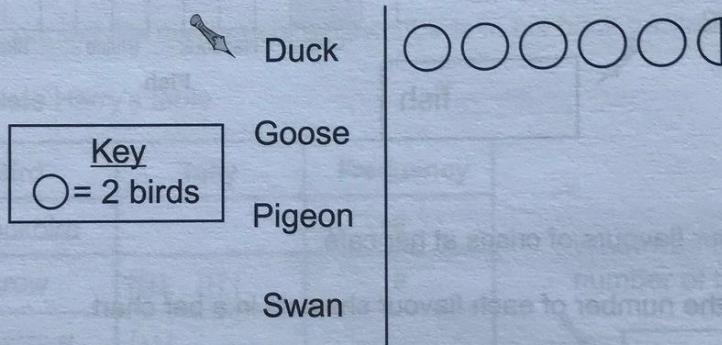 Duck
Goose
Key
= 2 birds
Pigeon
Swan